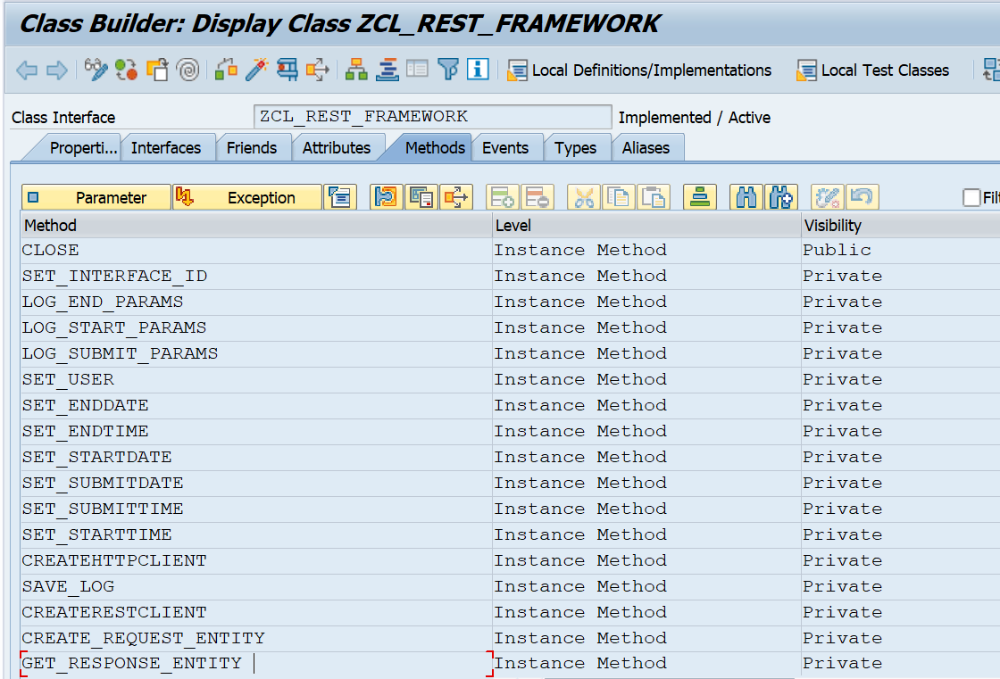 Class Builder: Display Class ZCL_REST_FRAMEWORK
Local Definitions/Implementations Local Test Classes
Class Interface ZCL_REST_FRAMEWORK Implemented / Active
Properti... Interfaces Friends Attributes Methods Events Types Aliases
Parameter Exception Filt
Method Level Visibility
CLOSE Instance Method Public
SET_INTERFACE_ID Instance Method Private
LOG_END_PARAMS Instance Method Private
LOG_START_PARAMS Instance Method Private
LOG_SUBMIT_PARAMS Instance Method Private
SET_USER Instance Method Private
SET_ENDDATE Instance Method Private
SET_ENDTIME Instance Method Private
SET_STARTDATE Instance Method Private
SET_SUBMITDATE Instance Method Private
SET_SUBMITTIME Instance Method Private
SET_STARTTIME Instance Method Private
CREATEHTTPCLIENT Instance Method Private
SAVE_LOG Instance Method Private
CREATERESTCLIENT Instance Method Private
CREATE_REQUEST_ENTITY Instance Method Private
GET_RESPONSE_ENTITY Instance Method Private